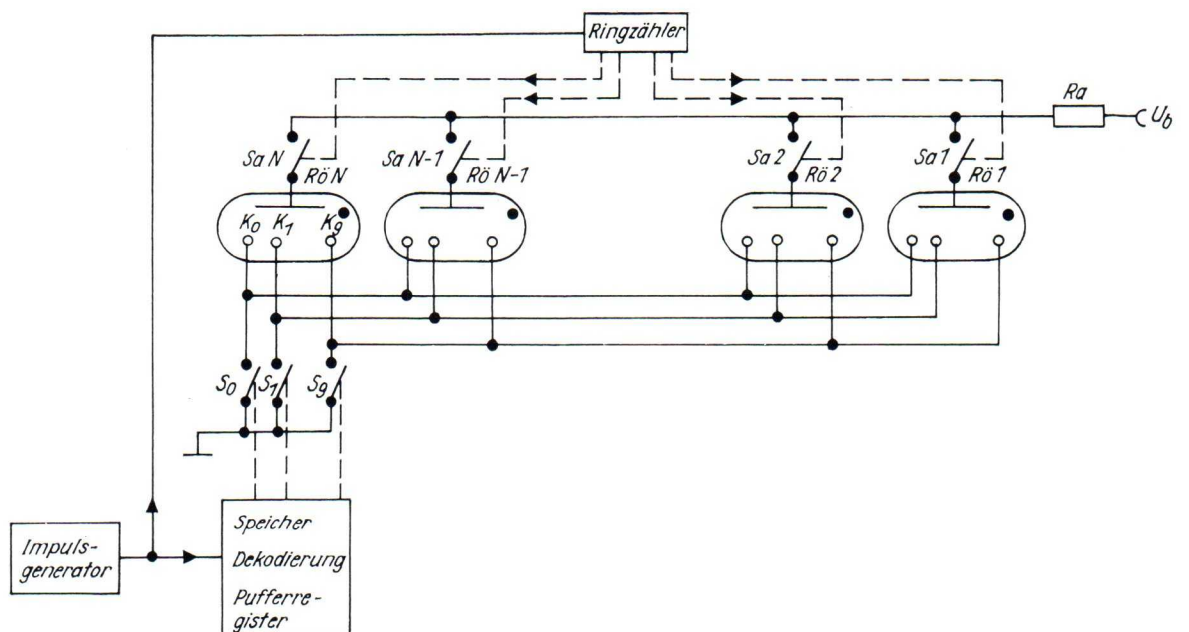 Ringzähler
Ra
U₆
Sa N
Rö N
Sa N-1
Rö N-1
Sa 2
Rö 2
Sa 1
Rö 1
K₀ K₁ K₉
S₀ S₁ S₉
Impuls-
generator
Speicher
Dekodierung
Pufferre-
gister